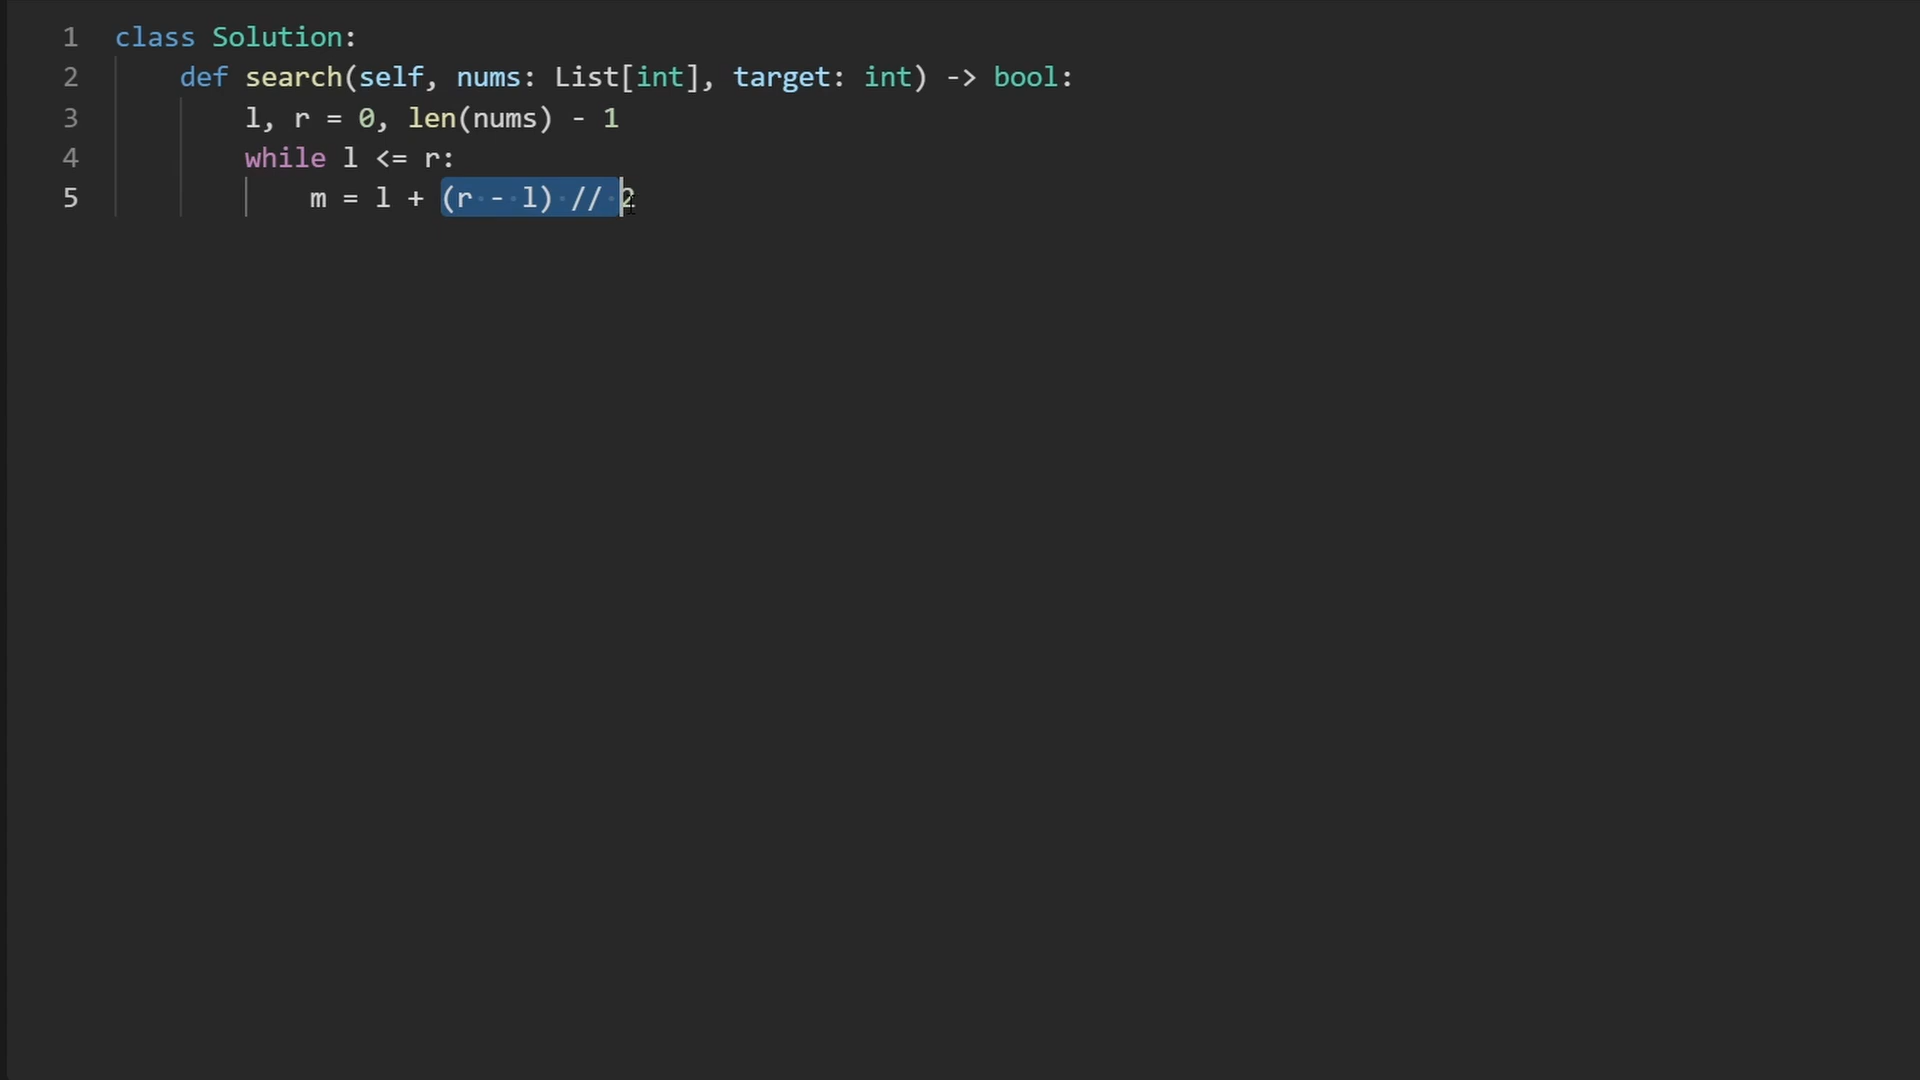 1 class Solution:
2 def search(self, nums: List[int], target: int) -> bool:
3 l, r = 0, len(nums) - 1
4 while l <= r:
5 m = l + (r - l) // 2